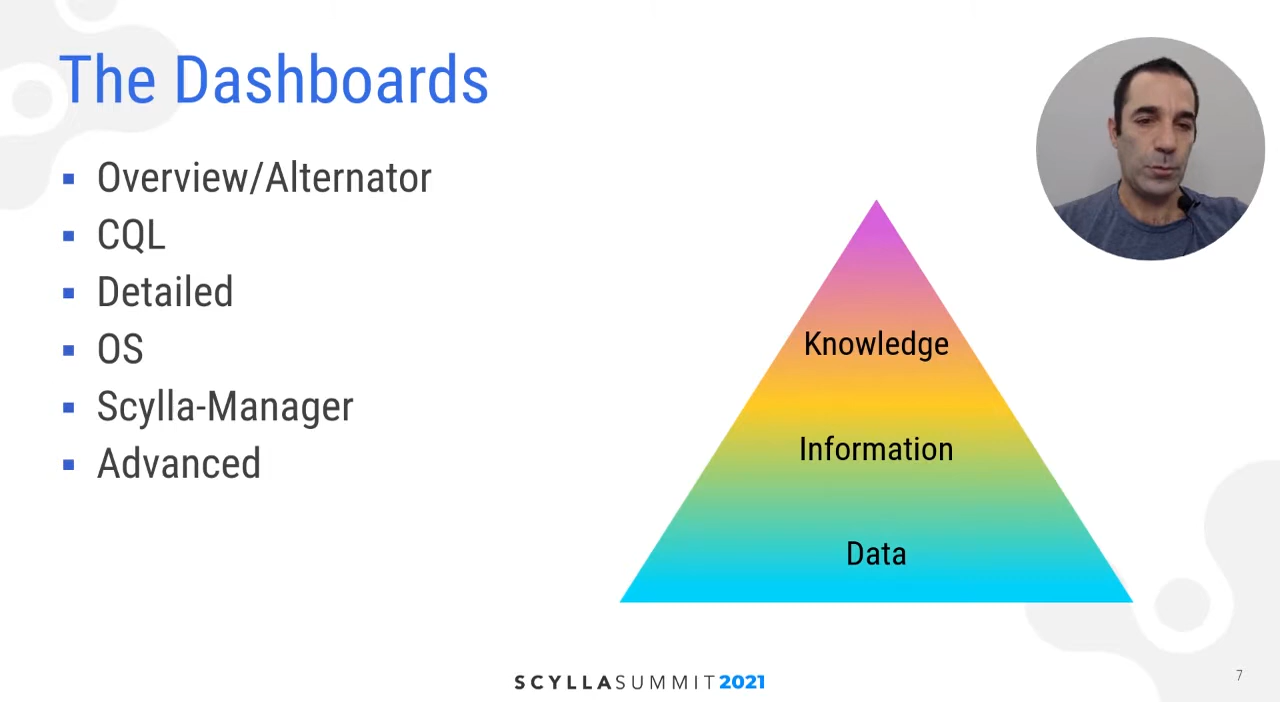 The Dashboards
Overview/Alternator
CQL
Detailed
OS
Scylla-Manager
Advanced
Knowledge
Information
Data
SCYLLASUMMIT2021
7